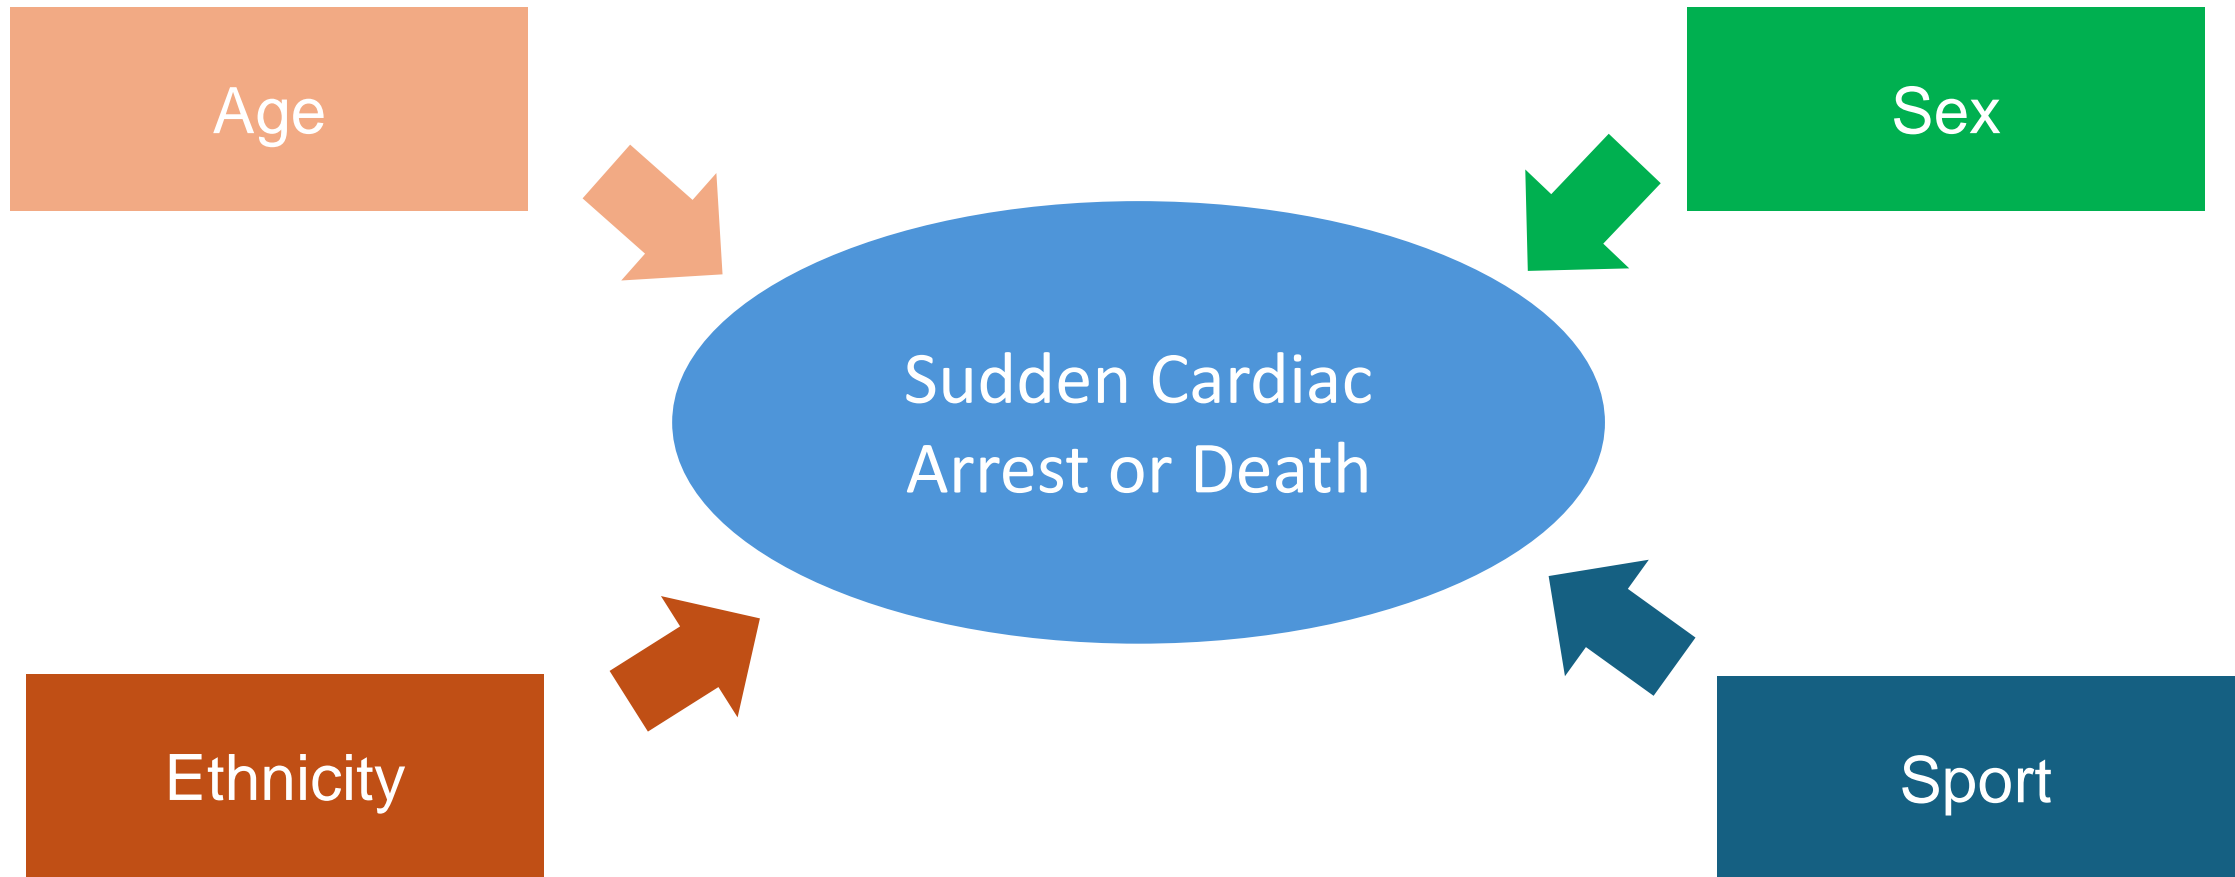 Age
Sex
Sudden Cardiac
Arrest or Death
Ethnicity
Sport